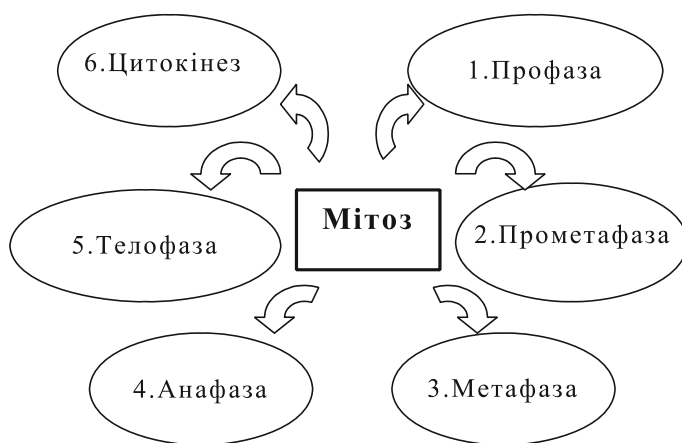 Мітоз
1.Профаза
2.Прометафаза
3.Метафаза
4.Анафаза
5.Телофаза
6.Цитокінез